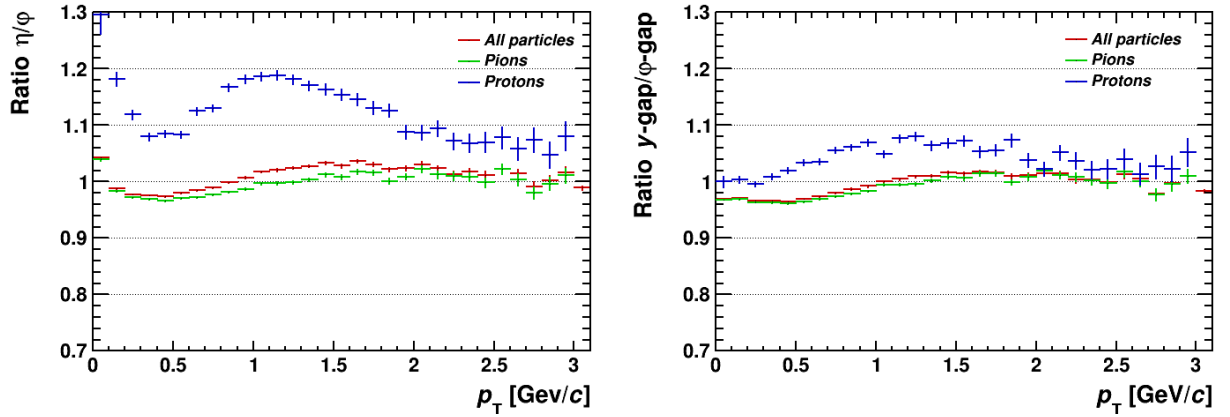 Ratio η/φ
1.3
1.2
1.1
1
0.9
0.8
0.7
All particles
Pions
Protons
0 0.5 1 1.5 2 2.5 3
p_T [Gev/c]
Ratio y-gap/φ-gap
1.3
1.2
1.1
1
0.9
0.8
0.7
All particles
Pions
Protons
0 0.5 1 1.5 2 2.5 3
p_T [GeV/c]